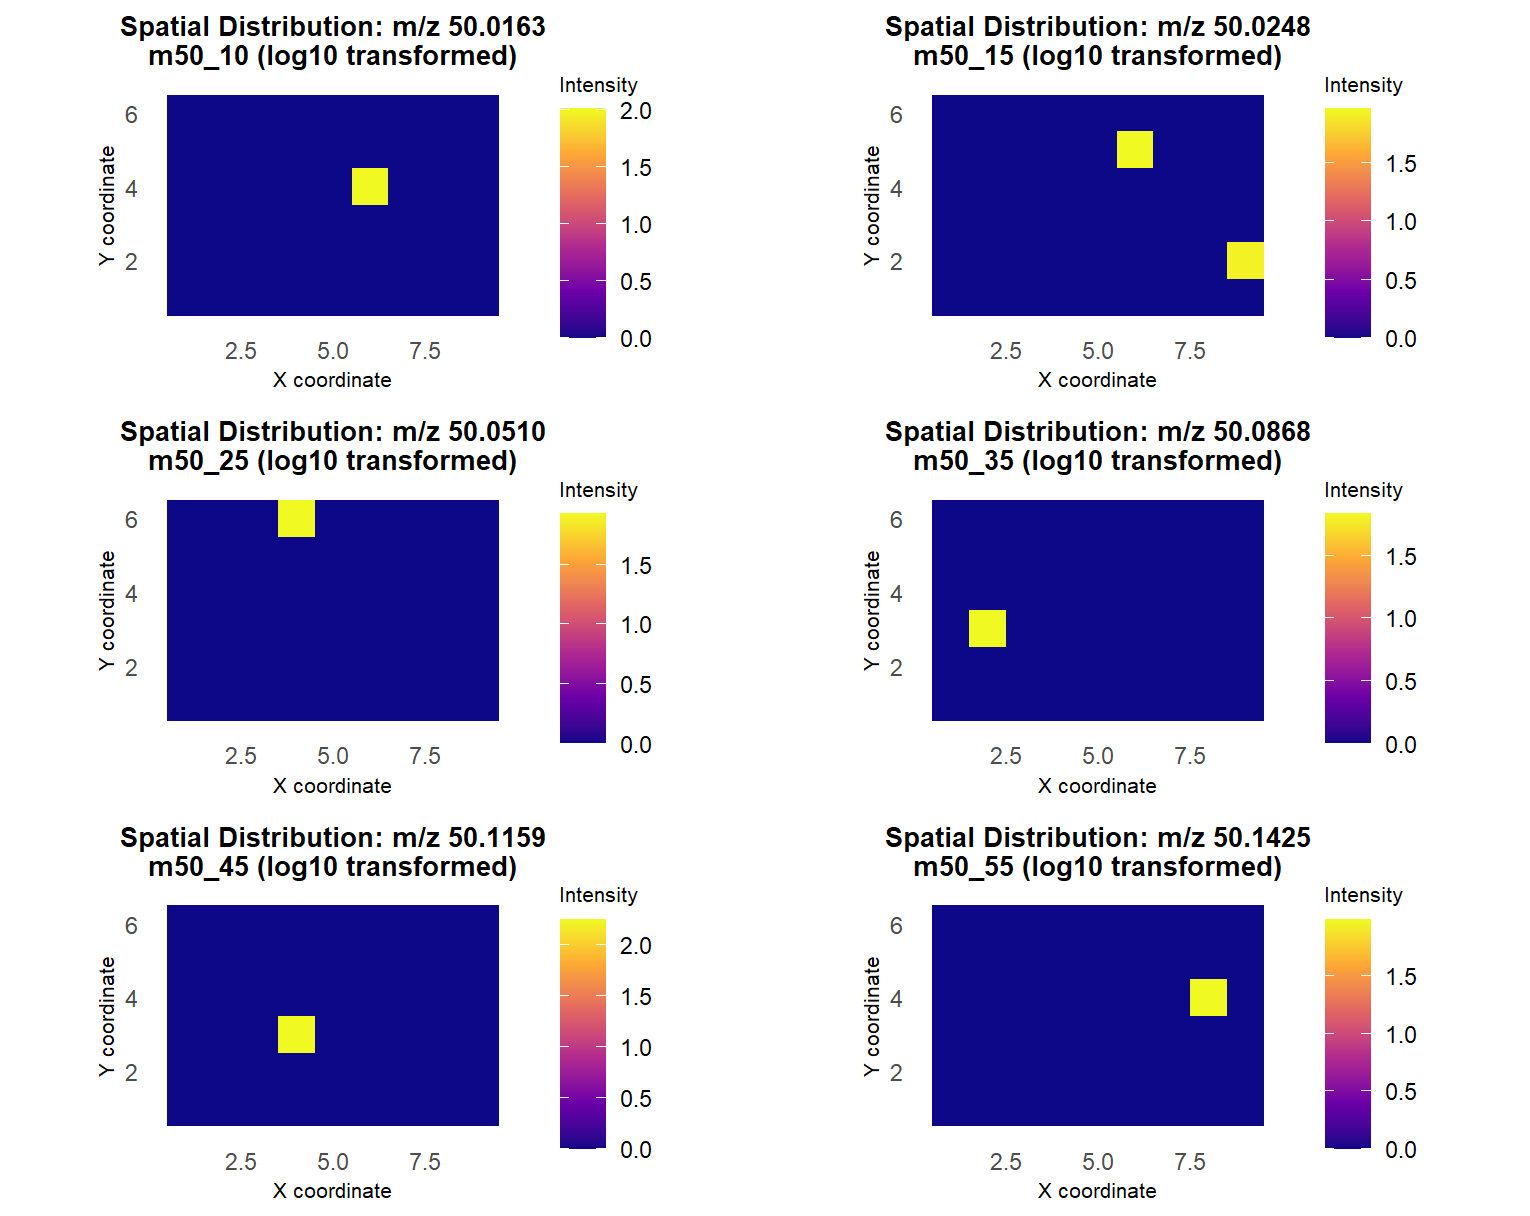 Spatial Distribution: m/z 50.0163
m50_10 (log10 transformed)
Intensity
2.0
1.5
1.0
0.5
0.0
6
4
2
Y coordinate
2.5 5.0 7.5
X coordinate
Spatial Distribution: m/z 50.0248
m50_15 (log10 transformed)
Intensity
1.5
1.0
0.5
0.0
6
4
2
Y coordinate
2.5 5.0 7.5
X coordinate
Spatial Distribution: m/z 50.0510
m50_25 (log10 transformed)
Intensity
1.5
1.0
0.5
0.0
6
4
2
Y coordinate
2.5 5.0 7.5
X coordinate
Spatial Distribution: m/z 50.0868
m50_35 (log10 transformed)
Intensity
1.5
1.0
0.5
0.0
6
4
2
Y coordinate
2.5 5.0 7.5
X coordinate
Spatial Distribution: m/z 50.1159
m50_45 (log10 transformed)
Intensity
2.0
1.5
1.0
0.5
0.0
6
4
2
Y coordinate
2.5 5.0 7.5
X coordinate
Spatial Distribution: m/z 50.1425
m50_55 (log10 transformed)
Intensity
1.5
1.0
0.5
0.0
6
4
2
Y coordinate
2.5 5.0 7.5
X coordinate